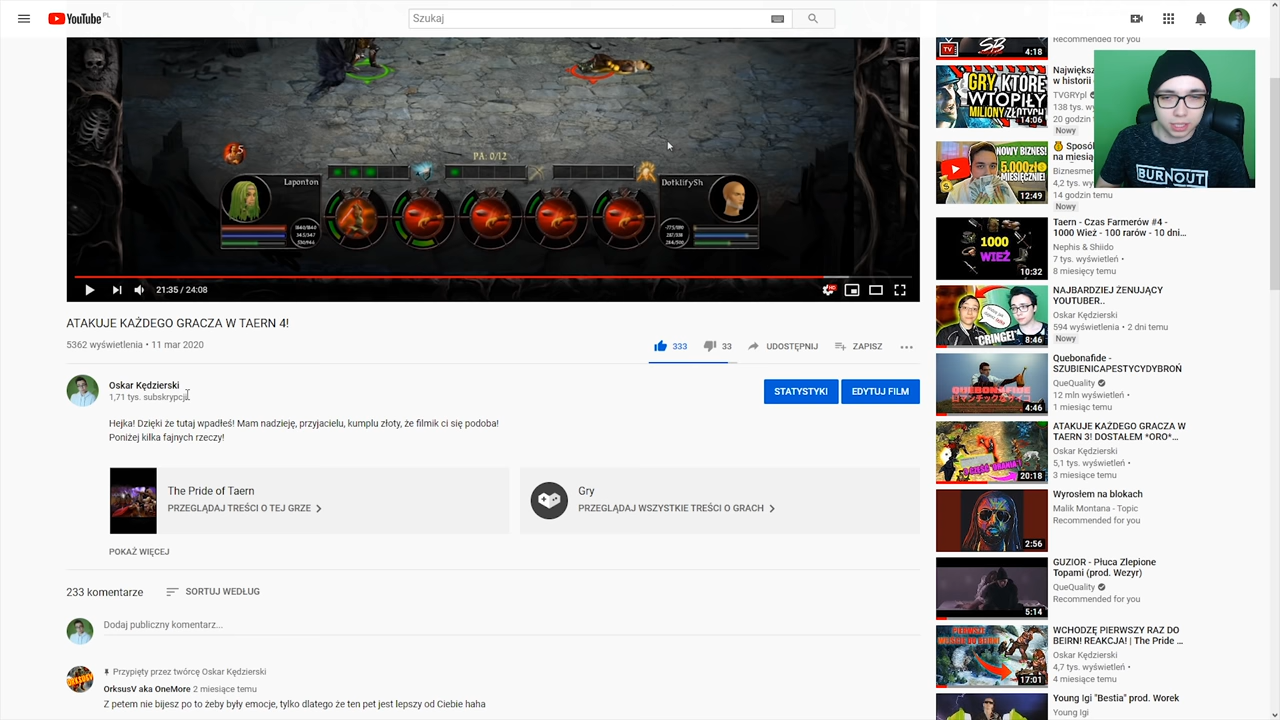 YouTube PL
Szukaj
PA: 0/12
Laponton
DotklifySh
21:35 / 24:08
ATAKUJE KAŻDEGO GRACZA W TAERN 4!
5362 wyświetlenia • 11 mar 2020
333
33
UDOSTĘPNIJ
ZAPISZ
Oskar Kędzierski
1,71 tys. subskrypcji
STATYSTYKI
EDYTUJ FILM
Hejka! Dzięki że tutaj wpadłeś! Mam nadzieję, przyjacielu, kumplu złoty, że filmik ci się podoba!
Poniżej kilka fajnych rzeczy!
The Pride of Taern
PRZEGLĄDAJ TREŚCI O TEJ GRZE
Gry
PRZEGLĄDAJ WSZYSTKIE TREŚCI O GRACH
POKAŻ WIĘCEJ
233 komentarze
SORTUJ WEDŁUG
Dodaj publiczny komentarz...
Przypięty przez twórcę Oskar Kędzierski
OrksusV aka OneMore 2 miesiące temu
Z petem nie bijesz po to żeby były emocje, tylko dlatego że ten pet jest lepszy od Ciebie haha
TV
SB
4:18
Recommended for you
GRY, KTÓRE
WTOPIŁY
MILIONY ZŁOTYCH
14:06
Najwięks
w historii
TVGRYpl
138 tys. w
20 godzin
Nowy
NOWY BIZNES!
5.000zł
MIESIĘCZNIE!
12:49
Sposób
na miesią
Biznesmen
4,2 tys. wy
14 godzin temu
Nowy
1000
WIEŻ
10:32
Taern - Czas Farmerów #4 -
1000 Wież - 100 rarów - 10 dni...
Nephis & Shiido
7 tys. wyświetleń •
8 miesięcy temu
"CRINGE!"
8:46
NAJBARDZIEJ ŻENUJĄCY
YOUTUBER..
Oskar Kędzierski
594 wyświetlenia • 2 dni temu
Nowy
QUEBONAFIDE
4:46
Quebonafide -
SZUBIENICAPESTYCYDYBROŃ
QueQuality
12 mln wyświetleń •
1 miesiąc temu
20:18
ATAKUJE KAŻDEGO GRACZA W
TAERN 3! DOSTAŁEM *ORO*...
Oskar Kędzierski
5,1 tys. wyświetleń •
3 miesiące temu
2:56
Wyrosłem na blokach
Malik Montana - Topic
Recommended for you
5:14
GUZIOR - Płuca Zlepione
Topami (prod. Wezyr)
QueQuality
Recommended for you
PIERWSZE
WEJŚCIE DO BEIRN!
17:01
WCHODZĘ PIERWSZY RAZ DO
BEIRN! REAKCJA! | The Pride ...
Oskar Kędzierski
4,7 tys. wyświetleń •
4 miesiące temu
Young Igi "Bestia" prod. Worek
Young Igi
BURNOUT